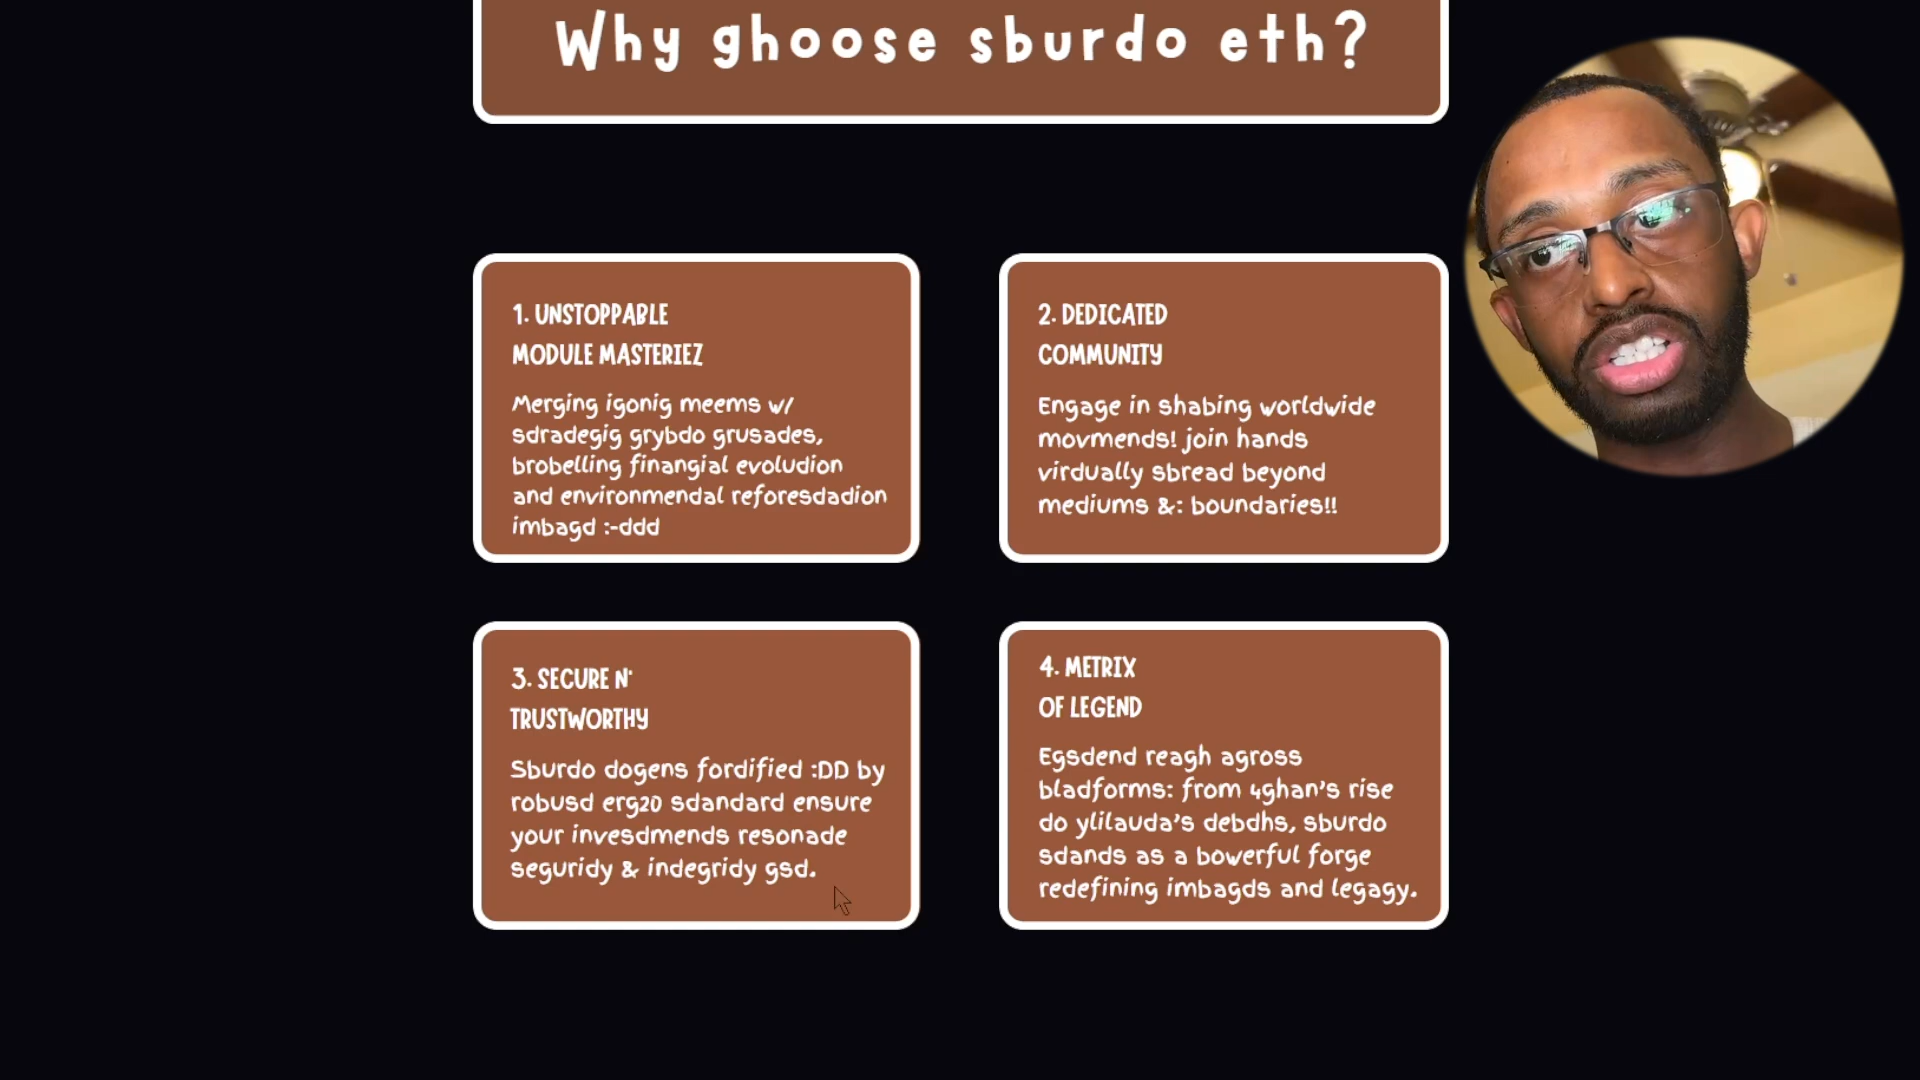 Why ghoose sburdo eth?
1. UNSTOPPABLE
MODULE MASTERIEZ
Merging igonig meems w/
sdradegig grybdo grusades,
brobelling finangial evoludion
and environmendal reforesdadion
imbagd :-ddd
2. DEDICATED
COMMUNITY
Engage in shabing worldwide
movmends! join hands
virdually sbread beyond
mediums &: boundaries!!
3. SECURE N'
TRUSTWORTHY
Sburdo dogens fordified :DD by
robusd erg20 sdandard ensure
your invesdmends resonade
seguridy & indegridy gsd.
4. METRIX
OF LEGEND
Egsdend reagh agross
bladforms: from 4ghan's rise
do ylilauda's debdhs, sburdo
sdands as a bowerful forge
redefining imbagds and legagy.